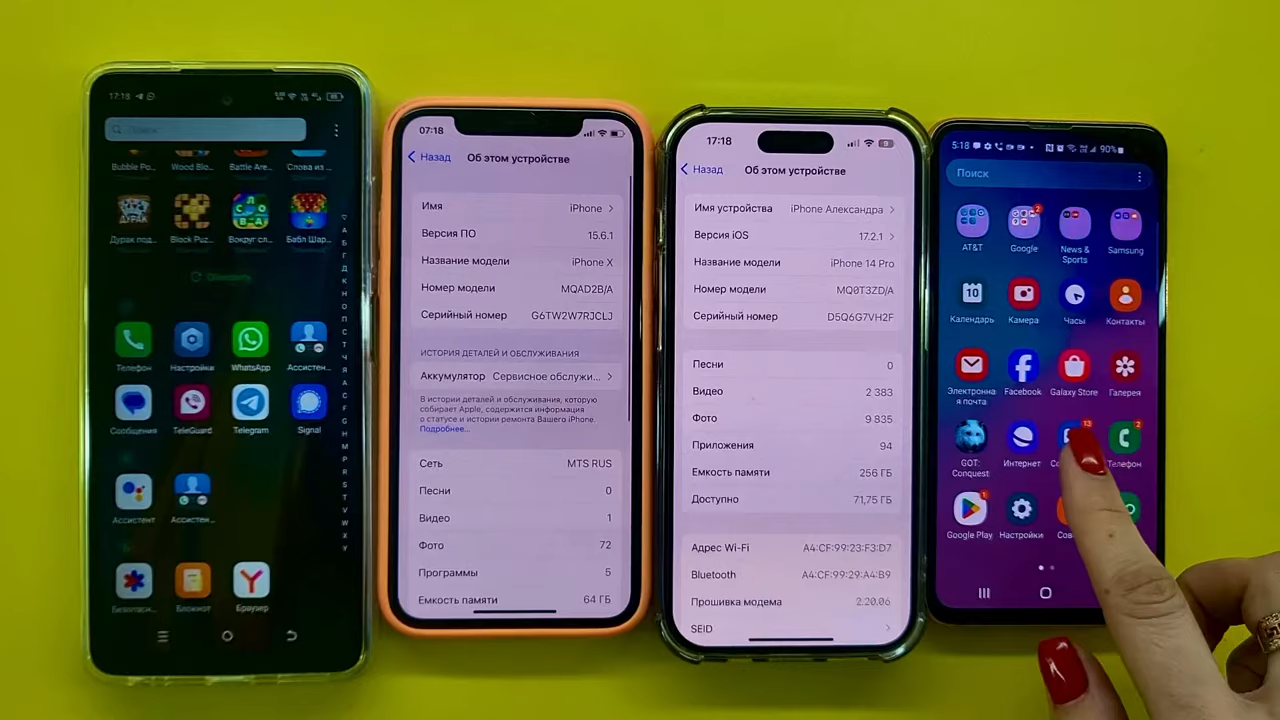 17:18
Поиск
Bubble Po...
Wood Blo...
Battle Are...
Слова из ...
ДУРАК
СЛОВА
Дурак под...
Block Puz...
Вокруг сл...
Бабл Шар...
Телефон
Настройки
WhatsApp
Ассистен...
Сообщения
TeleGuard
Telegram
Signal
Ассистент
Ассистен...
Безопасн...
Блокнот
Браузер
07:18
Назад
Об этом устройстве
Имя iPhone
Версия ПО 15.6.1
Название модели iPhone X
Номер модели MQAD2B/A
Серийный номер G6TW2W7RJCLJ
ИСТОРИЯ ДЕТАЛЕЙ И ОБСЛУЖИВАНИЯ
Аккумулятор Сервисное обслужи...
В истории деталей и обслуживания, которую
собирает Apple, содержится информация
о статусе и истории ремонта Вашего iPhone.
Подробнее...
Сеть MTS RUS
Песни 0
Видео 1
Фото 72
Программы 5
Емкость памяти 64 ГБ
17:18
Назад
Об этом устройстве
Имя устройства iPhone Александра
Версия iOS 17.2.1
Название модели iPhone 14 Pro
Номер модели MQ0T3ZD/A
Серийный номер D5Q6G7VH2F
Песни 0
Видео 2 383
Фото 9 835
Приложения 94
Емкость памяти 256 ГБ
Доступно 71,75 ГБ
Адрес Wi-Fi A4:CF:99:23:F3:D7
Bluetooth A4:CF:99:29:A4:B9
Прошивка модема 2.20.06
SEID
5:18
90%
Поиск
AT&T
2
Google
News &
Sports
Samsung
10
Календарь
Камера
Часы
Контакты
Электронна
я почта
Facebook
Galaxy Store
Галерея
GOT:
Conquest
Интернет
13
2
Телефон
1
Google Play
Настройки